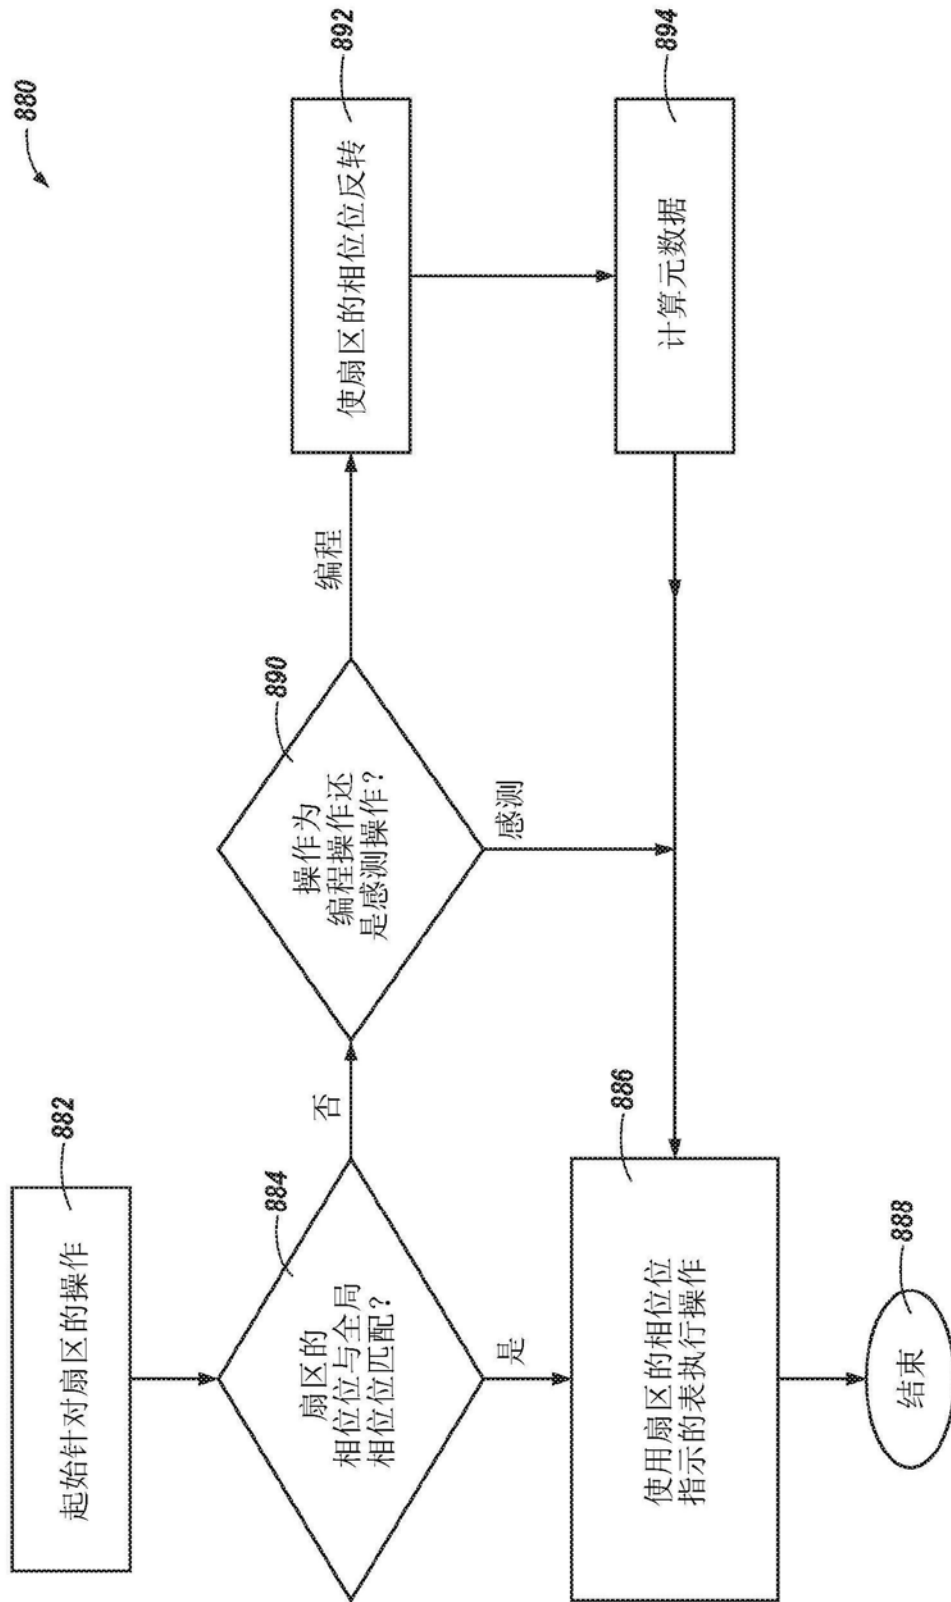 880
882
起始针对扇区的操作
884
扇区的
相位位与全局
相位位匹配?
否
是
890
操作为
编程操作还
是感测操作?
编程
感测
892
使扇区的相位位反转
894
计算元数据
886
使用扇区的相位位
指示的表执行操作
888
结束